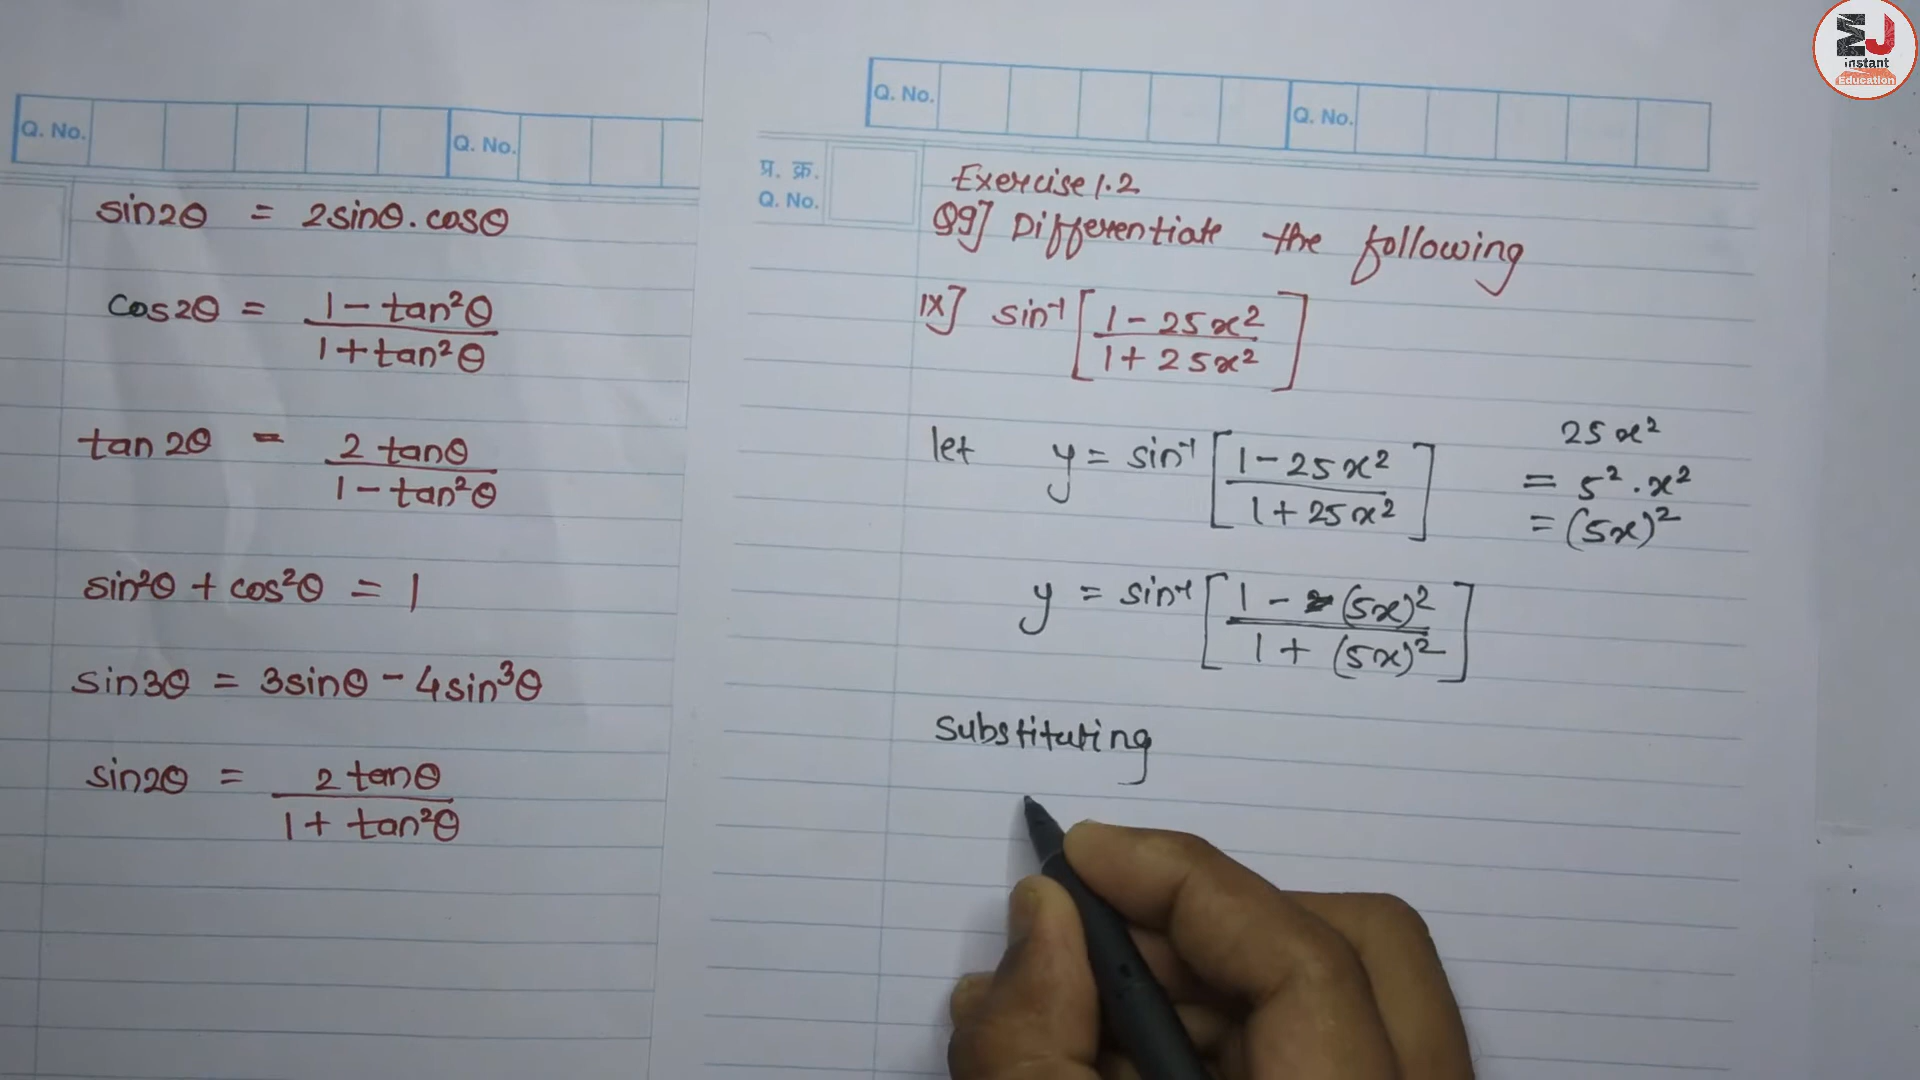 MJ
instant
Education
Q. No. Q. No.
sin2θ = 2sinθ.cosθ
cos2θ = 1 - tan²θ
1 + tan²θ
tan2θ = 2 tanθ
1 - tan²θ
sin²θ + cos²θ = 1
sin3θ = 3sinθ - 4sin³θ
sin2θ = 2 tanθ
1 + tan²θ
Q. No. Q. No.
प्र. क्र.
Q. No.
Exercise 1.2
Q9] Differentiate the following
ix] sin⁻¹ [ 1 - 25x²
1 + 25x² ]
let y = sin⁻¹ [ 1 - 25x²
1 + 25x² ]
25x²
= 5² . x²
= (5x)²
y = sin⁻¹ [ 1 - (5x)²
1 + (5x)² ]
Substituting